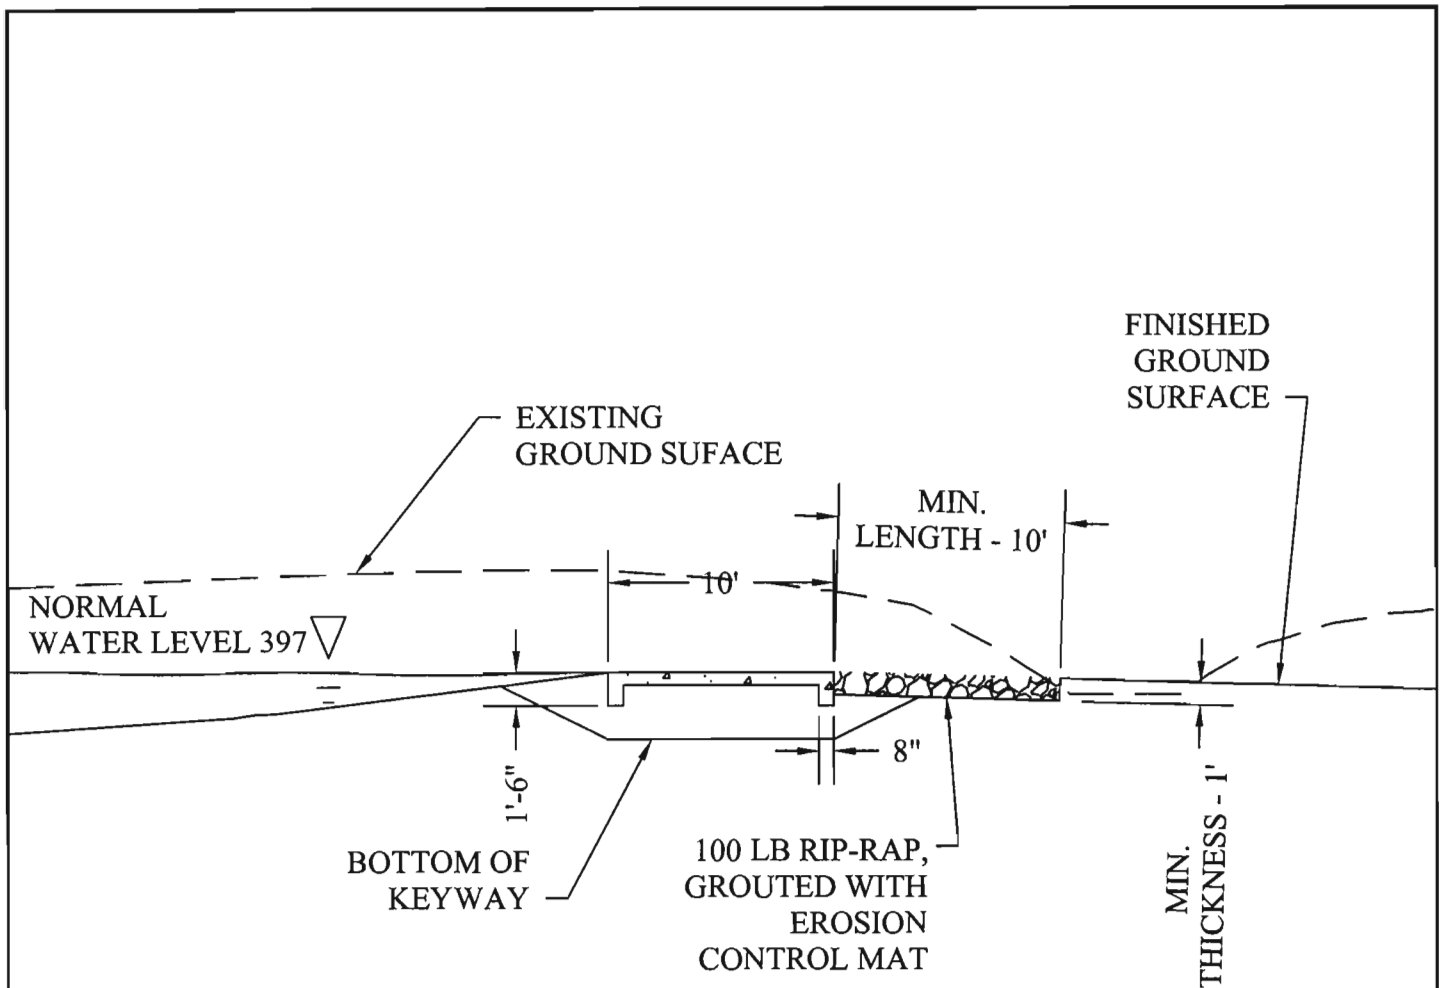 FINISHED
GROUND
SURFACE
EXISTING
GROUND SUFACE
MIN.
LENGTH - 10'
10'
NORMAL
WATER LEVEL 397
1'-6"
8"
BOTTOM OF
KEYWAY
100 LB RIP-RAP,
GROUTED WITH
EROSION
CONTROL MAT
MIN.
THICKNESS - 1'